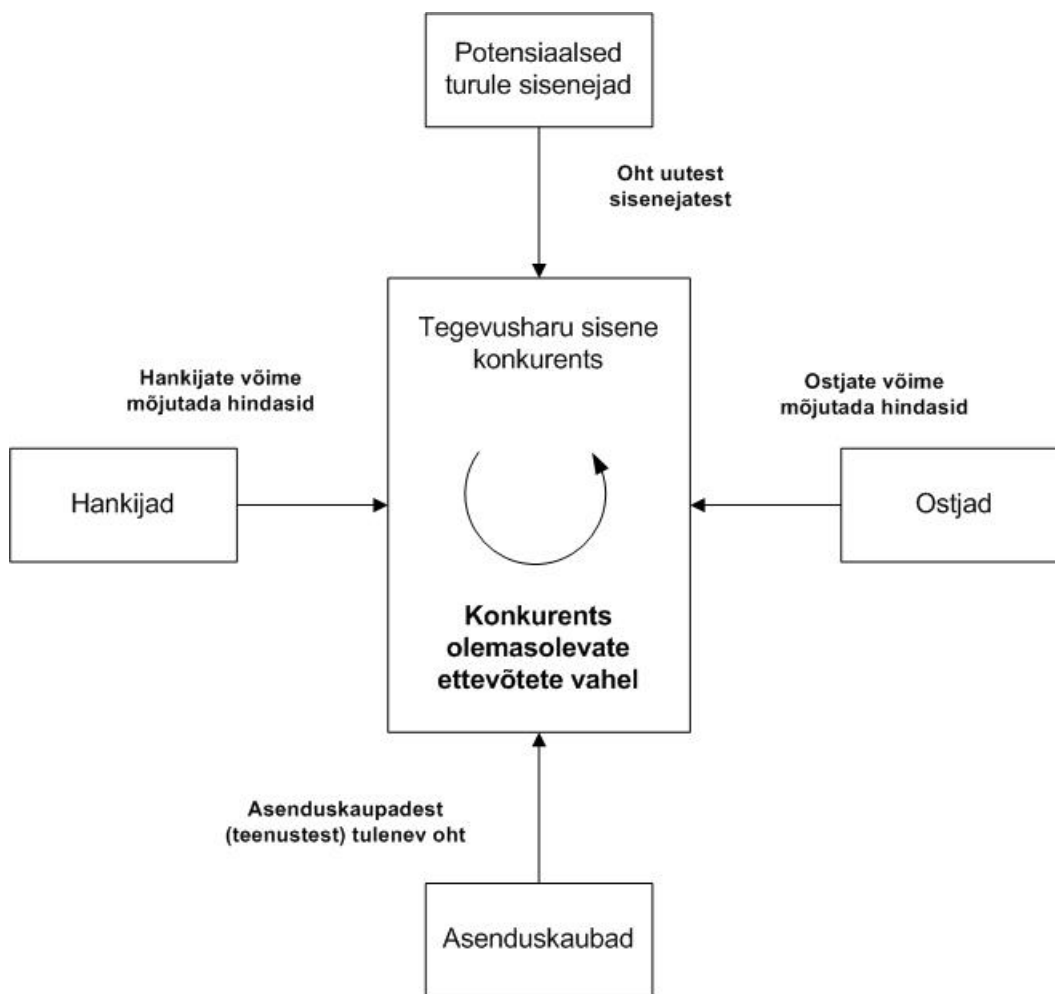 Potensiaalsed
turule sisenejad
Oht uutest
sisenejatest
Tegevusharu sisene
konkurents
Hankijate võime
mõjutada hindasid
Ostjate võime
mõjutada hindasid
Hankijad
Ostjad
Konkurents
olemasolevate
ettevõtete vahel
Asenduskaupadest
(teenustest) tulenev oht
Asenduskaubad